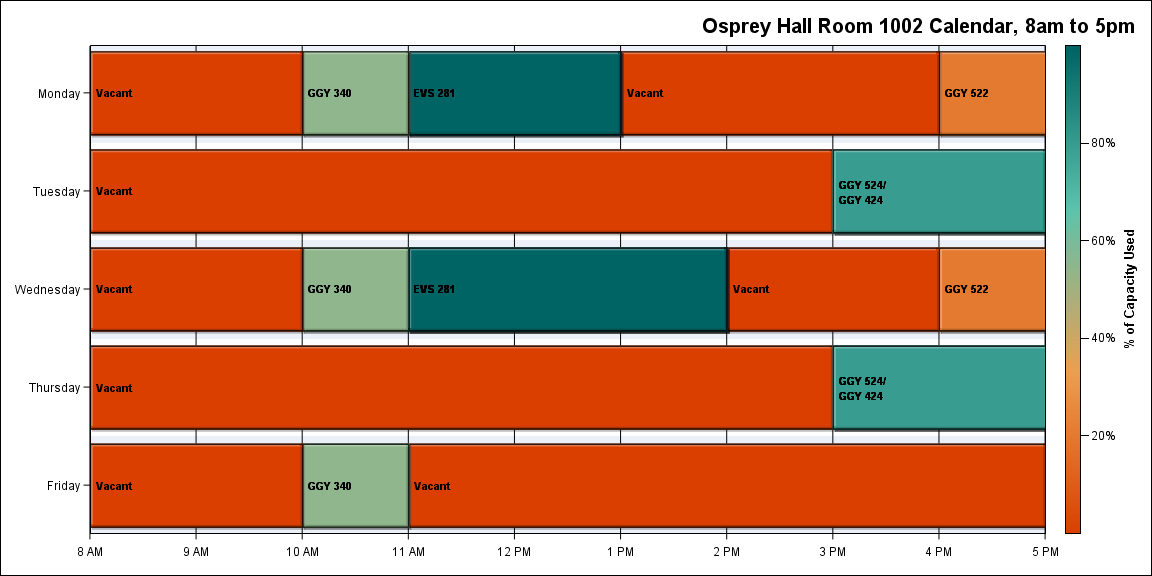 Osprey Hall Room 1002 Calendar, 8am to 5pm
Monday
Vacant
GGY 340
EVS 281
Vacant
GGY 522
Tuesday
Vacant
GGY 524/
GGY 424
Wednesday
Vacant
GGY 340
EVS 281
Vacant
GGY 522
Thursday
Vacant
GGY 524/
GGY 424
Friday
Vacant
GGY 340
Vacant
8 AM
9 AM
10 AM
11 AM
12 PM
1 PM
2 PM
3 PM
4 PM
5 PM
80%
60%
40%
20%
% of Capacity Used